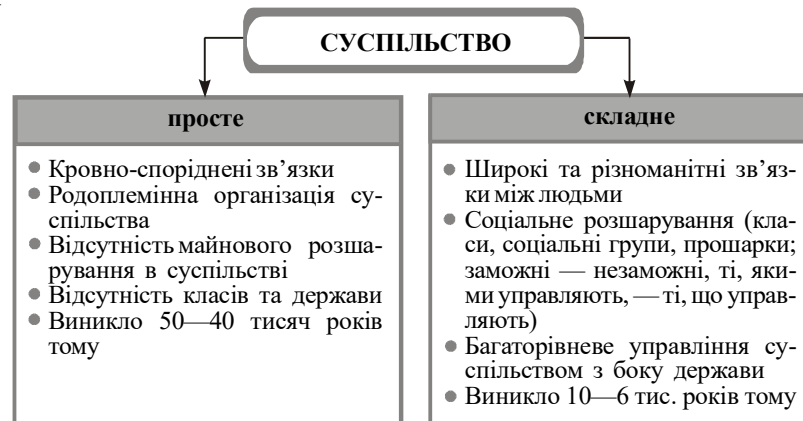 СУСПІЛЬСТВО
просте
● Кровно-споріднені зв’язки
● Родоплемінна організація су-
спільства
● Відсутність майнового розша-
рування в суспільстві
● Відсутність класів та держави
● Виникло 50—40 тисяч років
тому
складне
● Широкі та різноманітні зв’яз-
ки між людьми
● Соціальне розшарування (кла-
си, соціальні групи, прошарки;
заможні — незаможні, ті, яки-
ми управляють, — ті, що управ-
ляють)
● Багаторівневе управління су-
спільством з боку держави
● Виникло 10—6 тис. років тому